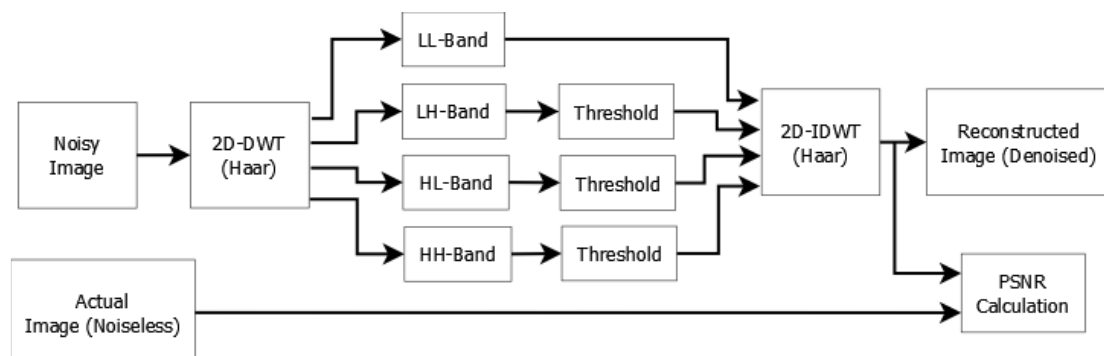 Noisy
Image
2D-DWT
(Haar)
LL-Band
LH-Band
Threshold
HL-Band
Threshold
HH-Band
Threshold
2D-IDWT
(Haar)
Reconstructed
Image (Denoised)
Actual
Image (Noiseless)
PSNR
Calculation